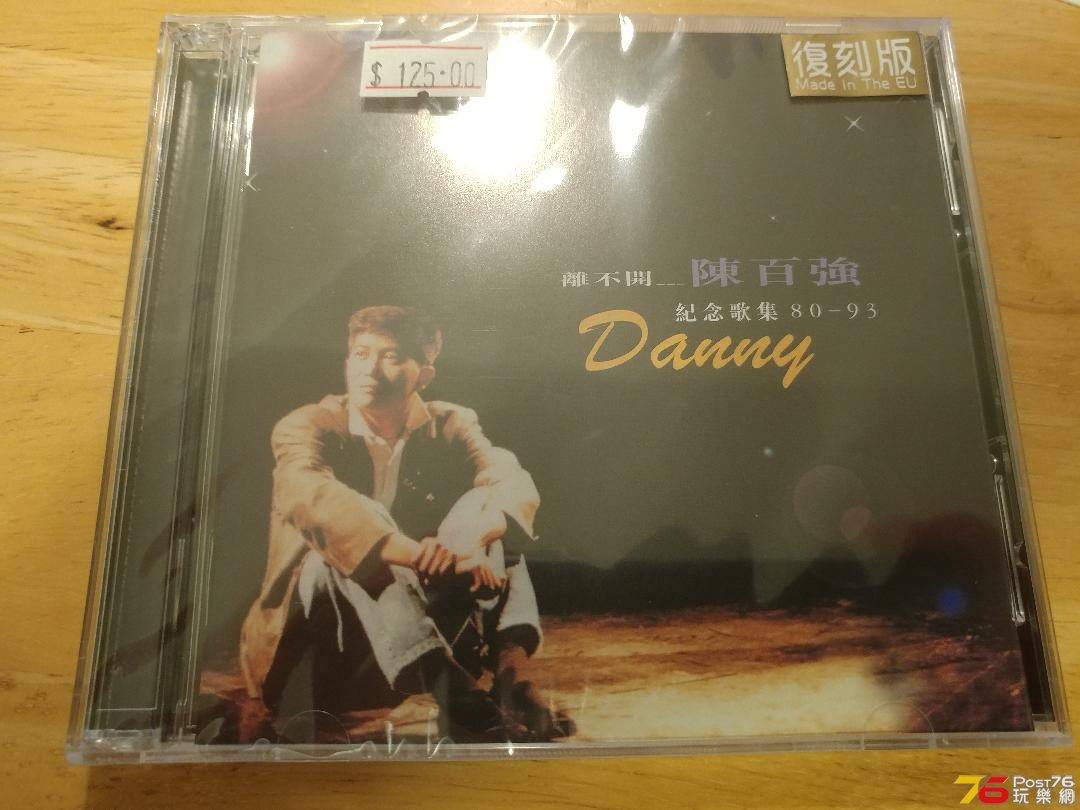 $ 125.00
復刻版
Made In The EU
離不開___陳百強
紀念歌集 80-93
Danny
76 POST76
玩樂網